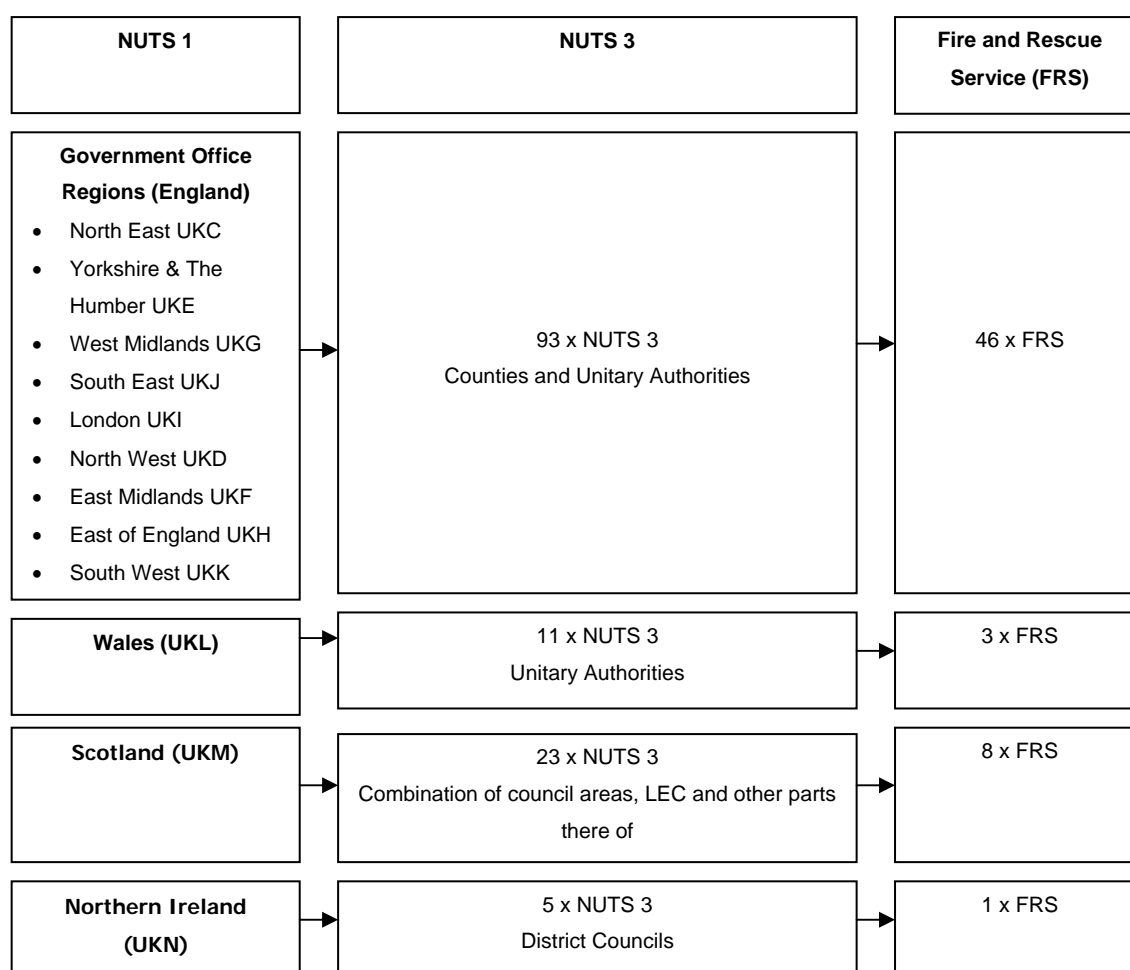 NUTS 1
NUTS 3
Fire and Rescue
Service (FRS)
Government Office
Regions (England)
• North East UKC
• Yorkshire & The
Humber UKE
• West Midlands UKG
• South East UKJ
• London UKI
• North West UKD
• East Midlands UKF
• East of England UKH
• South West UKK
93 x NUTS 3
Counties and Unitary Authorities
46 x FRS
Wales (UKL)
11 x NUTS 3
Unitary Authorities
3 x FRS
Scotland (UKM)
23 x NUTS 3
Combination of council areas, LEC and other parts
there of
8 x FRS
Northern Ireland
(UKN)
5 x NUTS 3
District Councils
1 x FRS